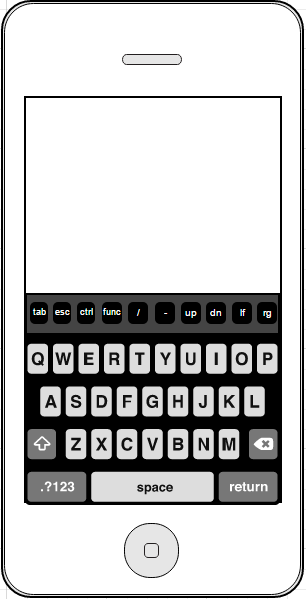 tab esc ctrl func / - up dn lf rg
Q W E R T Y U I O P
A S D F G H J K L
Z X C V B N M
.?123 space return